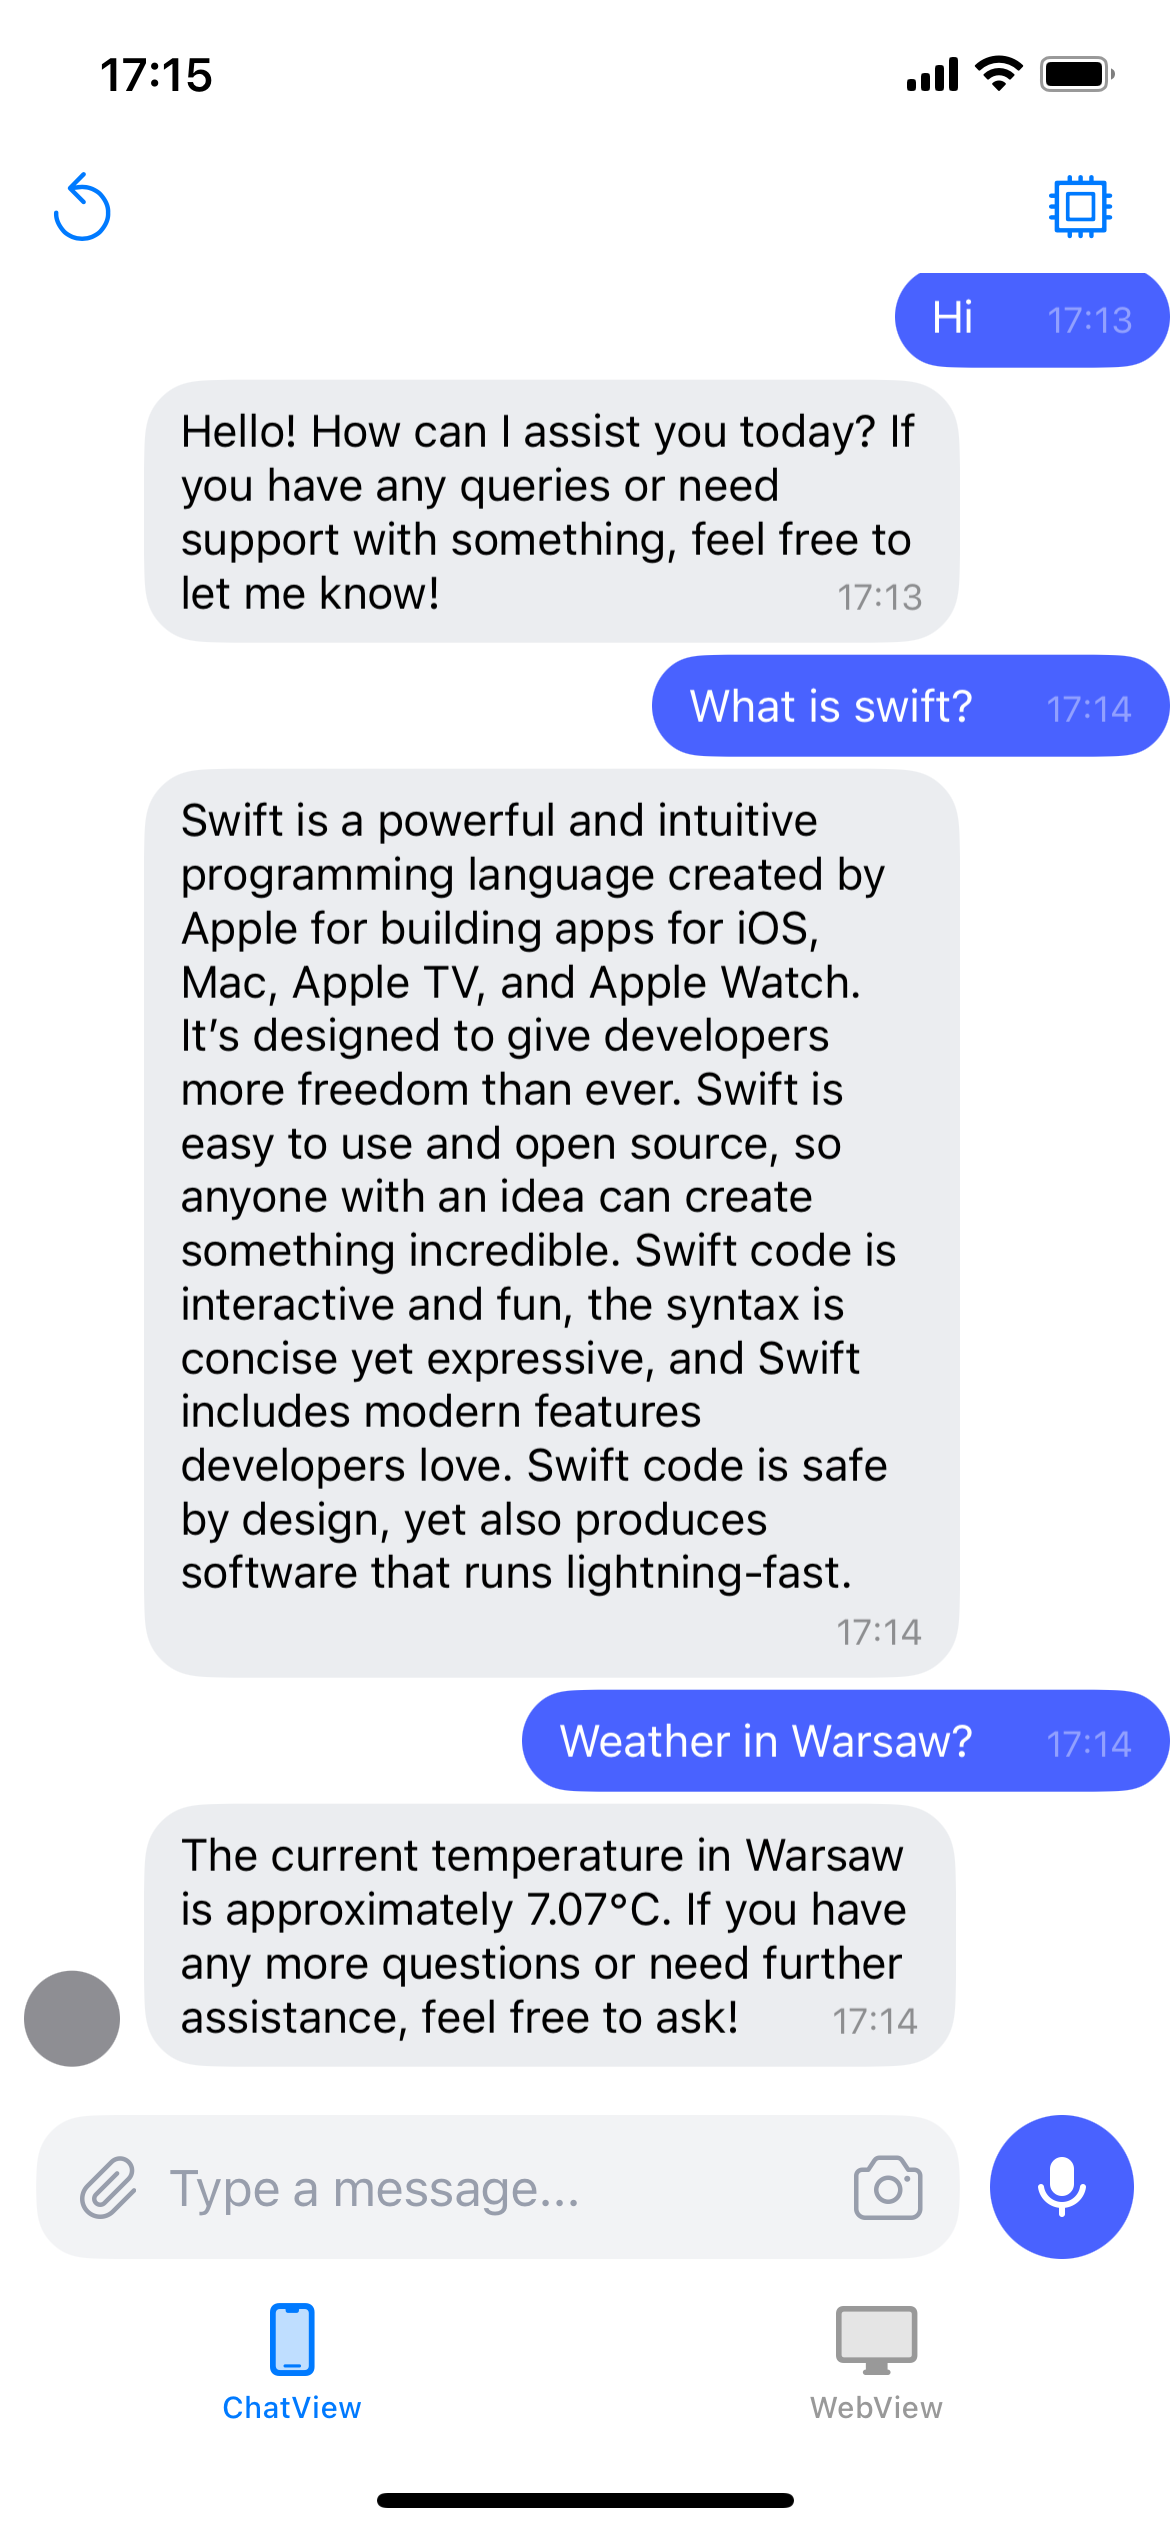 17:15
Hi 17:13
Hello! How can I assist you today? If
you have any queries or need
support with something, feel free to
let me know! 17:13
What is swift? 17:14
Swift is a powerful and intuitive
programming language created by
Apple for building apps for iOS,
Mac, Apple TV, and Apple Watch.
It’s designed to give developers
more freedom than ever. Swift is
easy to use and open source, so
anyone with an idea can create
something incredible. Swift code is
interactive and fun, the syntax is
concise yet expressive, and Swift
includes modern features
developers love. Swift code is safe
by design, yet also produces
software that runs lightning-fast.
17:14
Weather in Warsaw? 17:14
The current temperature in Warsaw
is approximately 7.07°C. If you have
any more questions or need further
assistance, feel free to ask! 17:14
Type a message...
ChatView WebView